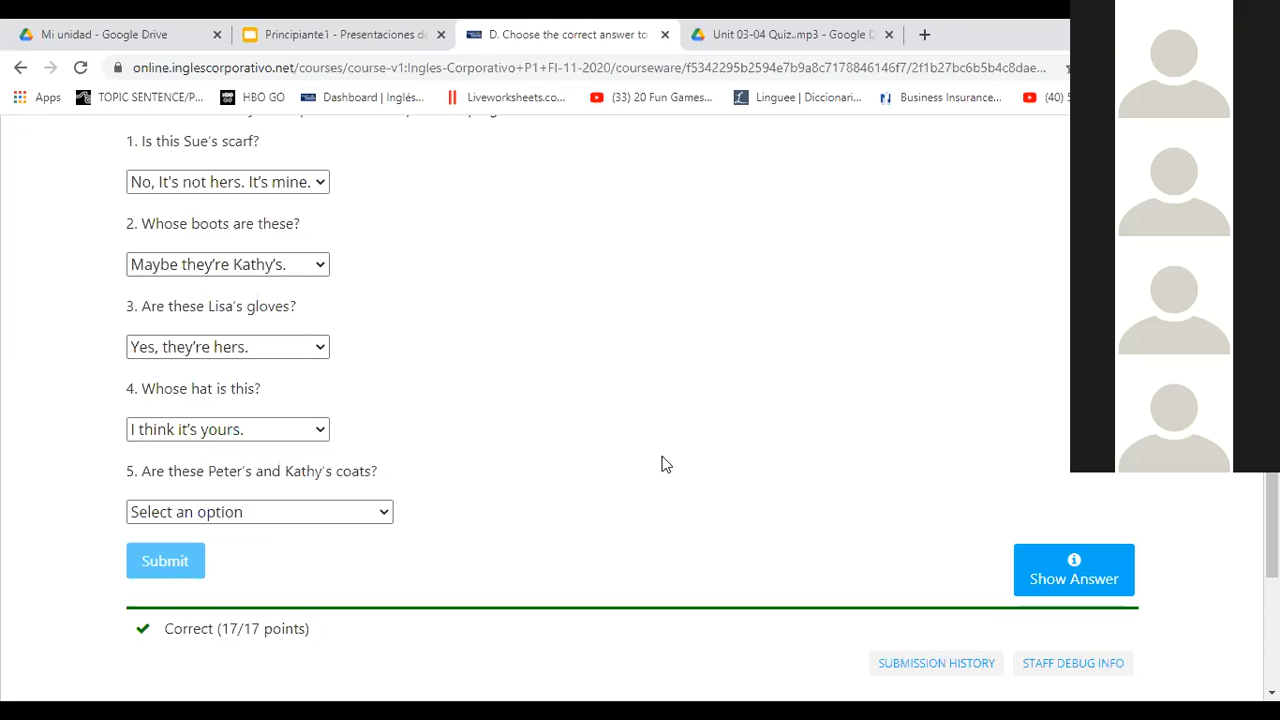 Mi unidad - Google Drive
Principiante1 - Presentaciones de
D. Choose the correct answer to
Unit 03-04 Quiz..mp3 - Google D
online.inglescorporativo.net/courses/course-v1:Ingles-Corporativo+P1+FI-11-2020/courseware/f5342295b2594e7b9a8c7178846146f7/2f1b27bc6b5b4c8dae...
Apps
TOPIC SENTENCE/P...
HBO GO
Dashboard | Inglés...
Liveworksheets.co...
(33) 20 Fun Games...
Linguee | Diccionari...
Business Insurance...
1. Is this Sue's scarf?
No, It's not hers. It’s mine.
2. Whose boots are these?
Maybe they’re Kathy’s.
3. Are these Lisa’s gloves?
Yes, they’re hers.
4. Whose hat is this?
I think it’s yours.
5. Are these Peter’s and Kathy’s coats?
Select an option
Submit
Show Answer
Correct (17/17 points)
SUBMISSION HISTORY
STAFF DEBUG INFO